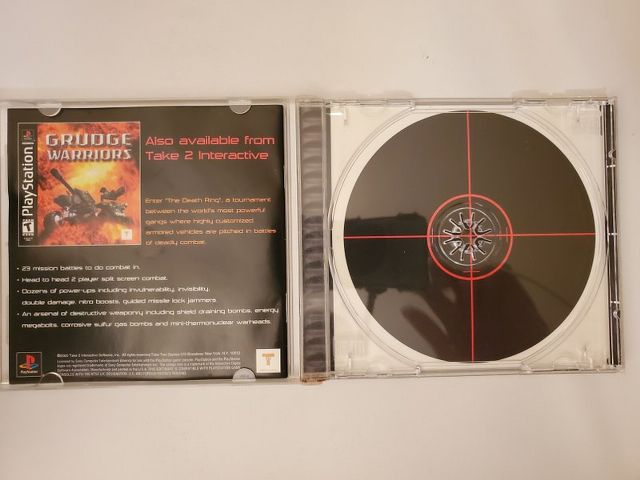 PlayStation
GRUDGE
WARRIORS
T
Also available from
Take 2 Interactive
Enter "The Death Ring", a tournament
between the world's most powerful
gangs where highly customized
armored vehicles are pitched in battles
of deadly combat.
• 23 mission battles to do combat in.
• Head to head 2 player split screen combat.
• Dozens of power-ups including invulnerability, invisibility,
double damage, nitro boosts, guided missile lock jammers.
• An arsenal of destructive weaponry including shield draining bombs, energy
megabolts, corrosive sulfur gas bombs and mini-thermonuclear warheads.
PlayStation
T